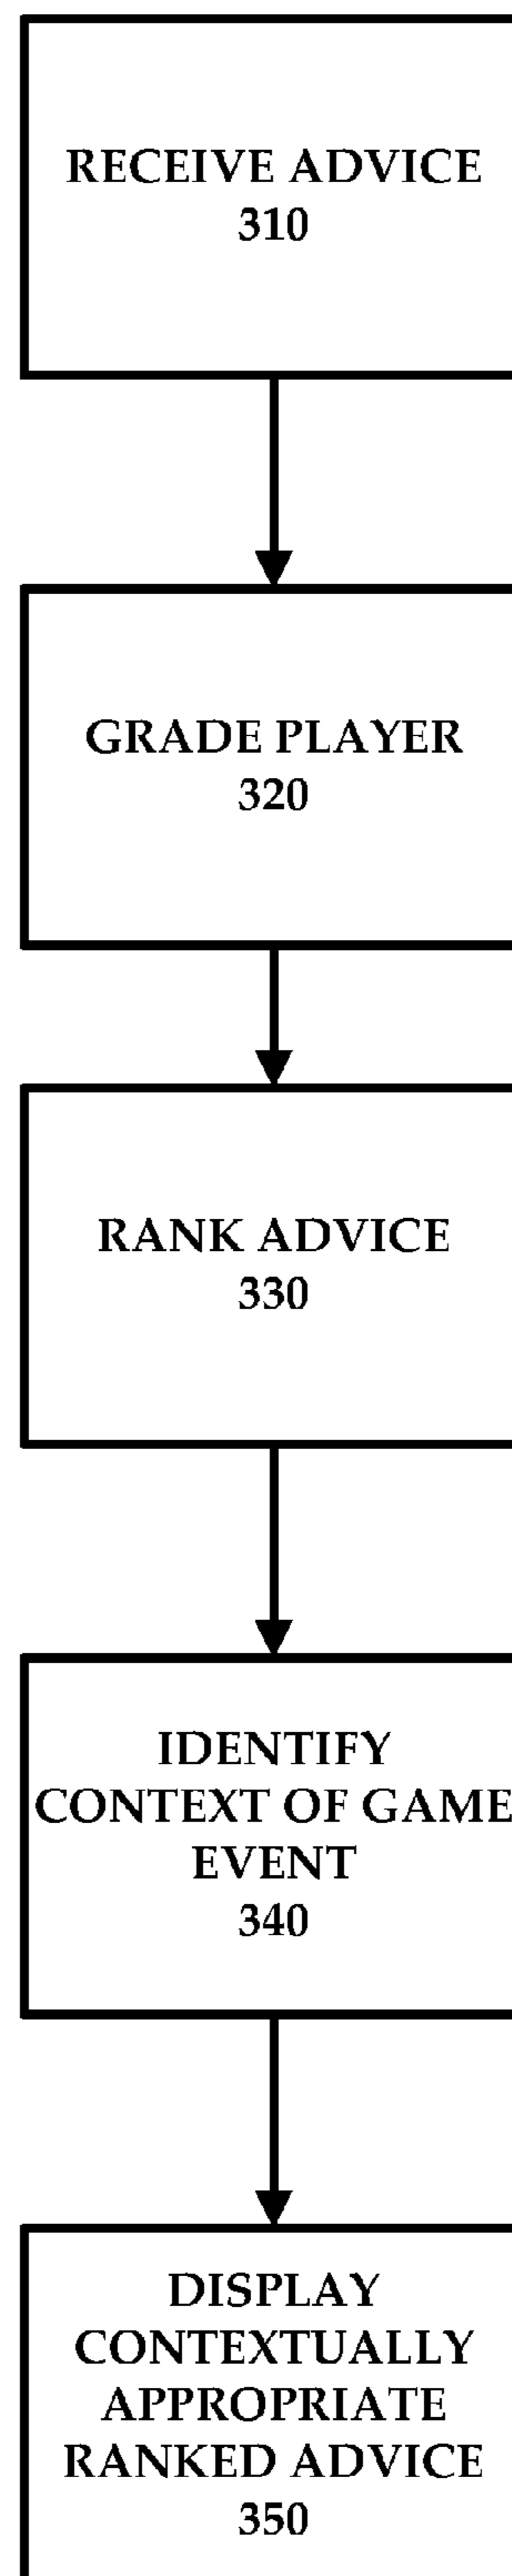 RECEIVE ADVICE
310
GRADE PLAYER
320
RANK ADVICE
330
IDENTIFY
CONTEXT OF GAME
EVENT
340
DISPLAY
CONTEXTUALLY
APPROPRIATE
RANKED ADVICE
350